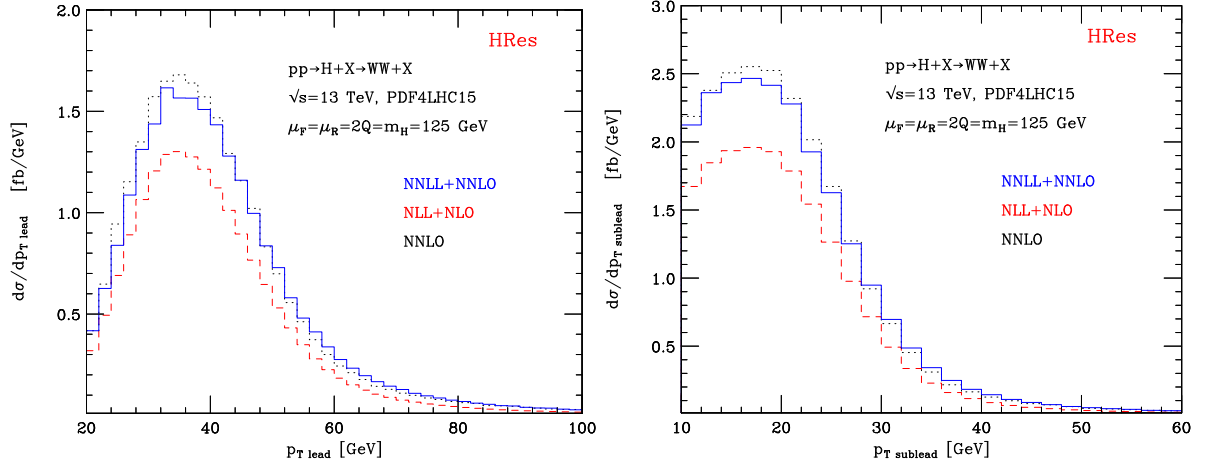 HRes
pp→H+X→WW+X
√s=13 TeV, PDF4LHC15
μF=μR=2Q=mH=125 GeV
NNLL+NNLO
NLL+NLO
NNLO
dσ/dpT lead [fb/GeV]
2.0
1.5
1.0
0.5
20
40
60
80
100
pT lead [GeV]
HRes
pp→H+X→WW+X
√s=13 TeV, PDF4LHC15
μF=μR=2Q=mH=125 GeV
NNLL+NNLO
NLL+NLO
NNLO
dσ/dpT sublead [fb/GeV]
3.0
2.5
2.0
1.5
1.0
0.5
10
20
30
40
50
60
pT sublead [GeV]